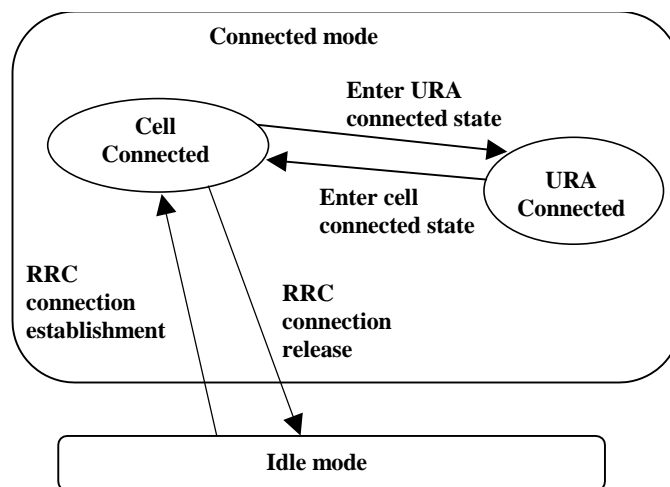 Connected mode
Enter URA
connected state
Cell
Connected
URA
Connected
Enter cell
connected state
RRC
connection
establishment
RRC
connection
release
Idle mode